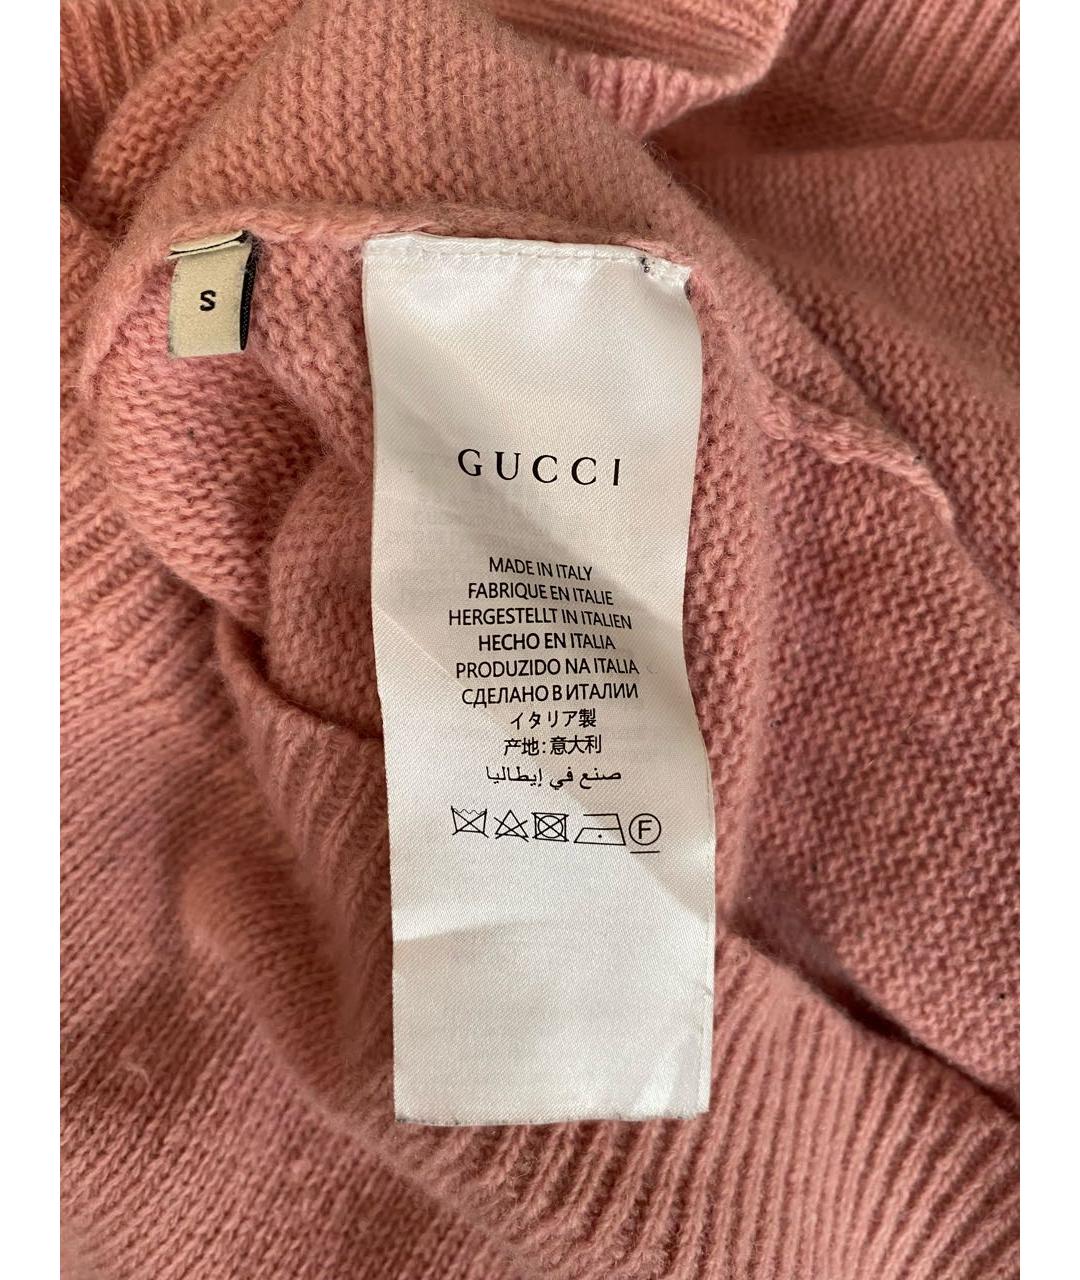 S
GUCCI
MADE IN ITALY
FABRIQUE EN ITALIE
HERGESTELLT IN ITALIEN
HECHO EN ITALIA
PRODUZIDO NA ITALIA
СДЕЛАНО В ИТАЛИИ
イタリア製
产地:意大利
صنع في إيطاليا
F